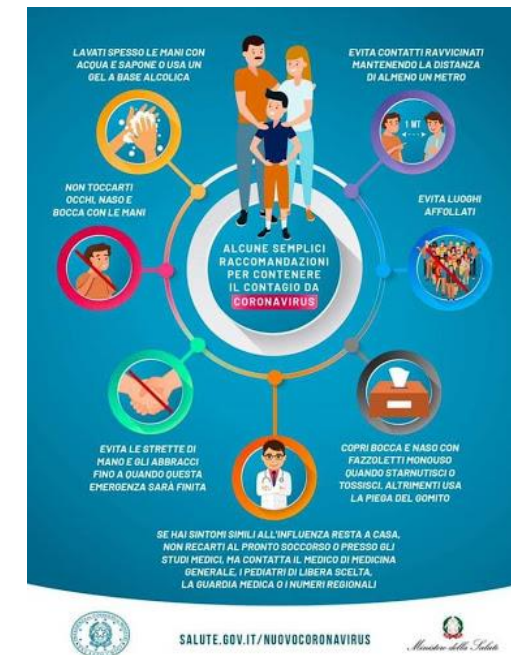 LAVATI SPESSO LE MANI CON
ACQUA E SAPONE O USA UN
GEL A BASE ALCOLICA
EVITA CONTATTI RAVVICINATI
MANTENENDO LA DISTANZA
DI ALMENO UN METRO
1 MT
NON TOCCARTI
OCCHI, NASO E
BOCCA CON LE MANI
EVITA LUOGHI
AFFOLLATI
ALCUNE SEMPLICI
RACCOMANDAZIONI
PER CONTENERE
IL CONTAGIO DA
CORONAVIRUS
EVITA LE STRETTE DI
MANO E GLI ABBRACCI
FINO A QUANDO QUESTA
EMERGENZA SARÀ FINITA
COPRI BOCCA E NASO CON
FAZZOLETTI MONOUSO
QUANDO STARNUTISCI O
TOSSISCI, ALTRIMENTI USA
LA PIEGA DEL GOMITO
SE HAI SINTOMI SIMILI ALL'INFLUENZA RESTA A CASA,
NON RECARTI AL PRONTO SOCCORSO O PRESSO GLI
STUDI MEDICI, MA CONTATTA IL MEDICO DI MEDICINA
GENERALE, I PEDIATRI DI LIBERA SCELTA,
LA GUARDIA MEDICA O I NUMERI REGIONALI
SALUTE.GOV.IT/NUOVOCORONAVIRUS
Ministero della Salute